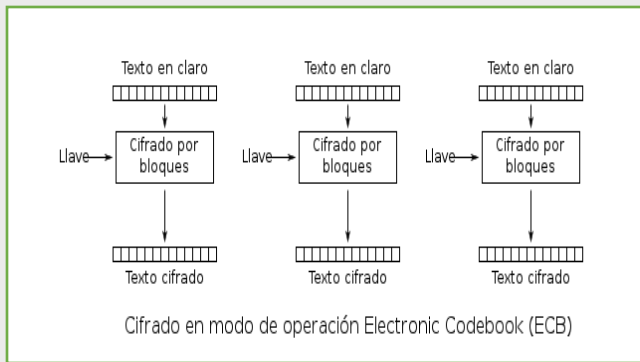 Texto en claro Texto en claro Texto en claro
Llave Cifrado por bloques Llave Cifrado por bloques Llave Cifrado por bloques
Texto cifrado Texto cifrado Texto cifrado
Cifrado en modo de operación Electronic Codebook (ECB)